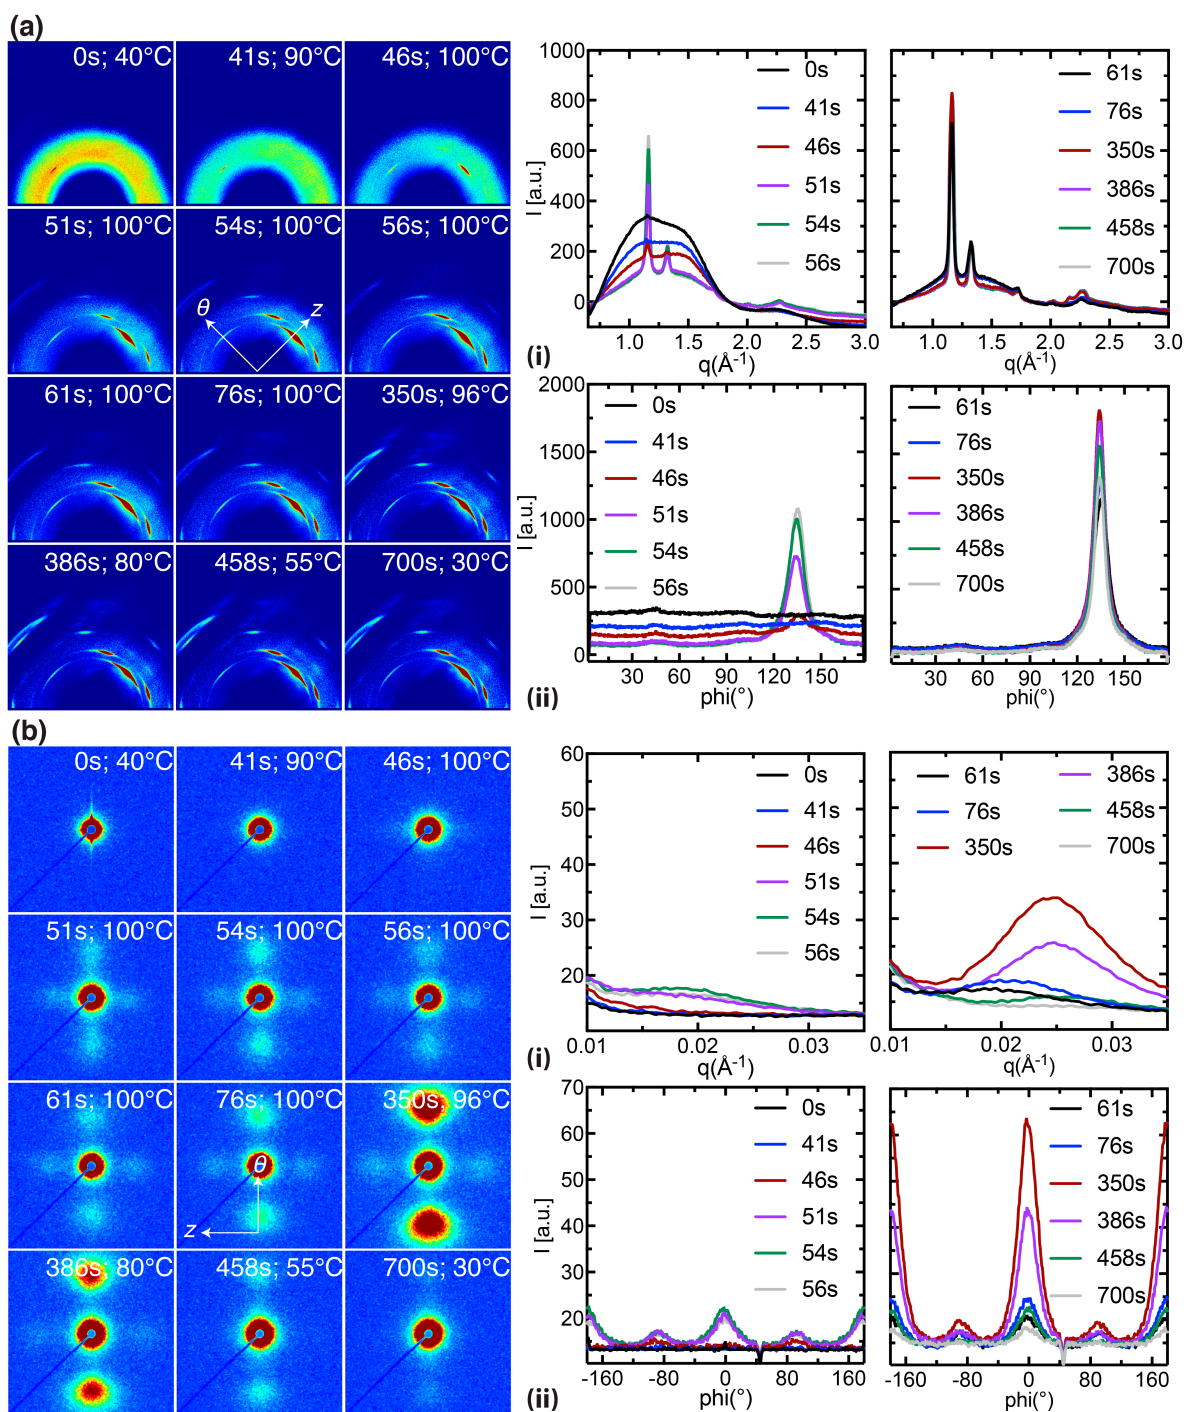 (a)
0s; 40°C 41s; 90°C 46s; 100°C
51s; 100°C 54s; 100°C 56s; 100°C
θ z
61s; 100°C 76s; 100°C 350s; 96°C
386s; 80°C 458s; 55°C 700s; 30°C
1000
800
600
400
200
0
I [a.u.]
0s
41s
46s
51s
54s
56s
1.0 1.5 2.0 2.5 3.0
q(Å-1)
61s
76s
350s
386s
458s
700s
1.0 1.5 2.0 2.5 3.0
q(Å-1)
(i)
2000
1500
1000
500
0
I [a.u.]
0s
41s
46s
51s
54s
56s
30 60 90 120 150
phi(°)
61s
76s
350s
386s
458s
700s
30 60 90 120 150
phi(°)
(ii)
(b)
0s; 40°C 41s; 90°C 46s; 100°C
51s; 100°C 54s; 100°C 56s; 100°C
61s; 100°C 76s; 100°C 350s; 96°C
θ
z
386s; 80°C 458s; 55°C 700s; 30°C
60
50
40
30
20
10
I [a.u.]
0s
41s
46s
51s
54s
56s
0.01 0.02 0.03
q(Å-1)
61s
76s
350s
386s
458s
700s
0.01 0.02 0.03
q(Å-1)
(i)
70
60
50
40
30
20
I [a.u.]
0s
41s
46s
51s
54s
56s
-160 -80 0 80 160
phi(°)
61s
76s
350s
386s
458s
700s
-160 -80 0 80 160
phi(°)
(ii)